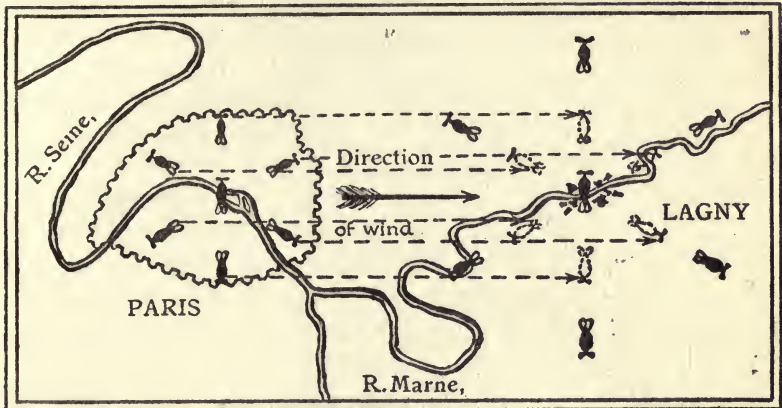 R. Seine,
Direction
of wind
LAGNY
PARIS
R. Marne,